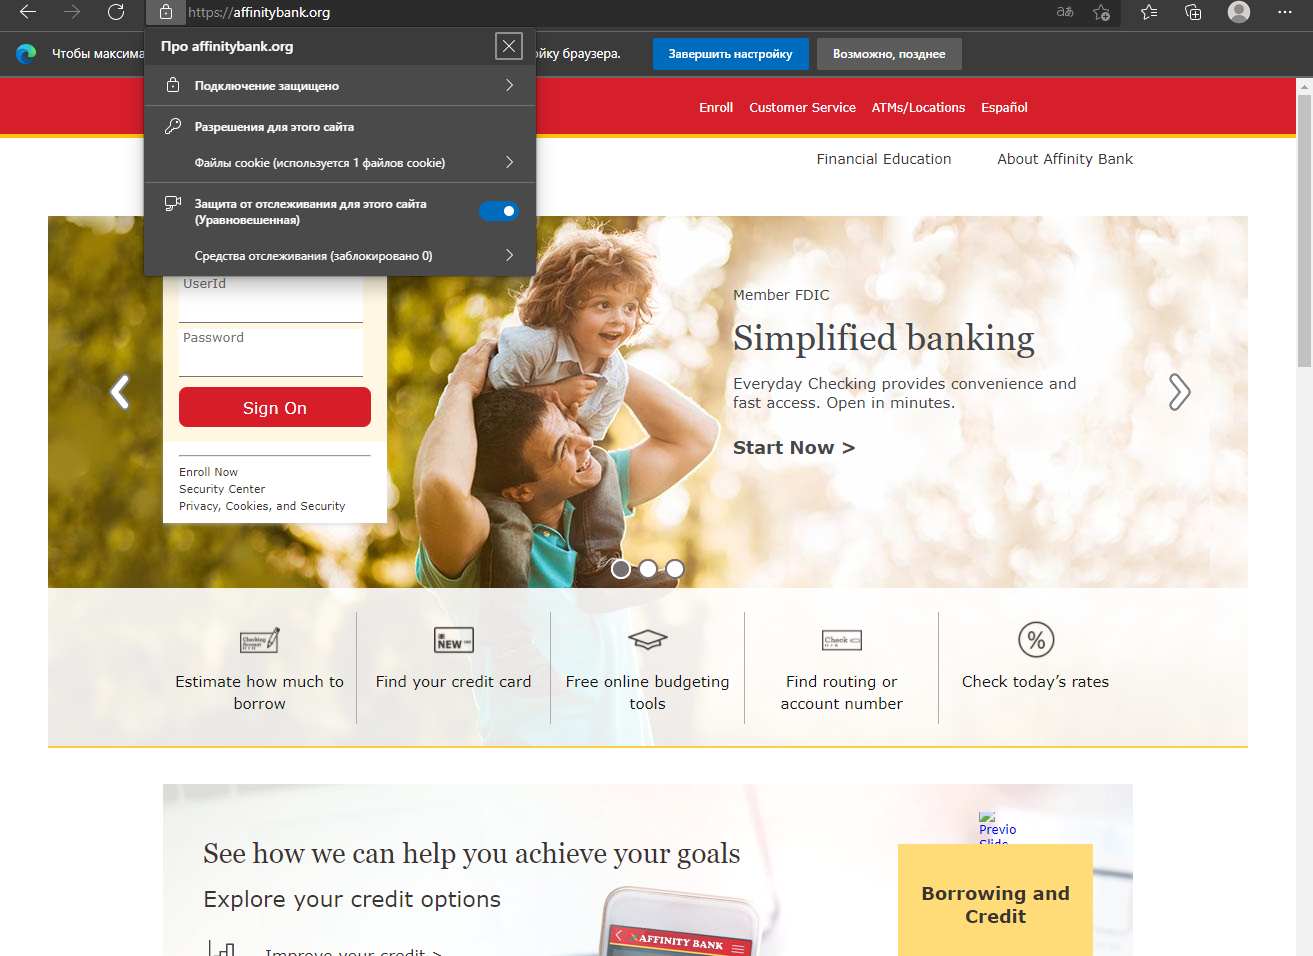 https://affinitybank.org
Чтобы максима
йку браузера.
Завершить настройку
Возможно, позднее
Про affinitybank.org
Подключение защищено
Разрешения для этого сайта
Файлы cookie (используется 1 файлов cookie)
Защита от отслеживания для этого сайта
(Уравновешенная)
Средства отслеживания (заблокировано 0)
Enroll
Customer Service
ATMs/Locations
Español
Financial Education
About Affinity Bank
UserId
Password
Sign On
Enroll Now
Security Center
Privacy, Cookies, and Security
Member FDIC
Simplified banking
Everyday Checking provides convenience and
fast access. Open in minutes.
Start Now >
Checking
Account
NEW
Check
%
Estimate how much to
borrow
Find your credit card
Free online budgeting
tools
Find routing or
account number
Check today’s rates
See how we can help you achieve your goals
Explore your credit options
Improve your credit >
AFFINITY BANK
Previo
Slide
Borrowing and
Credit